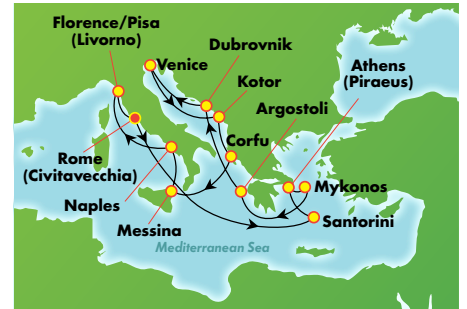 Florence/Pisa
(Livorno)
Dubrovnik
Venice
Athens
(Piraeus)
Kotor
Argostoli
Corfu
Rome
(Civitavecchia)
Mykonos
Naples
Santorini
Messina
Mediterranean Sea